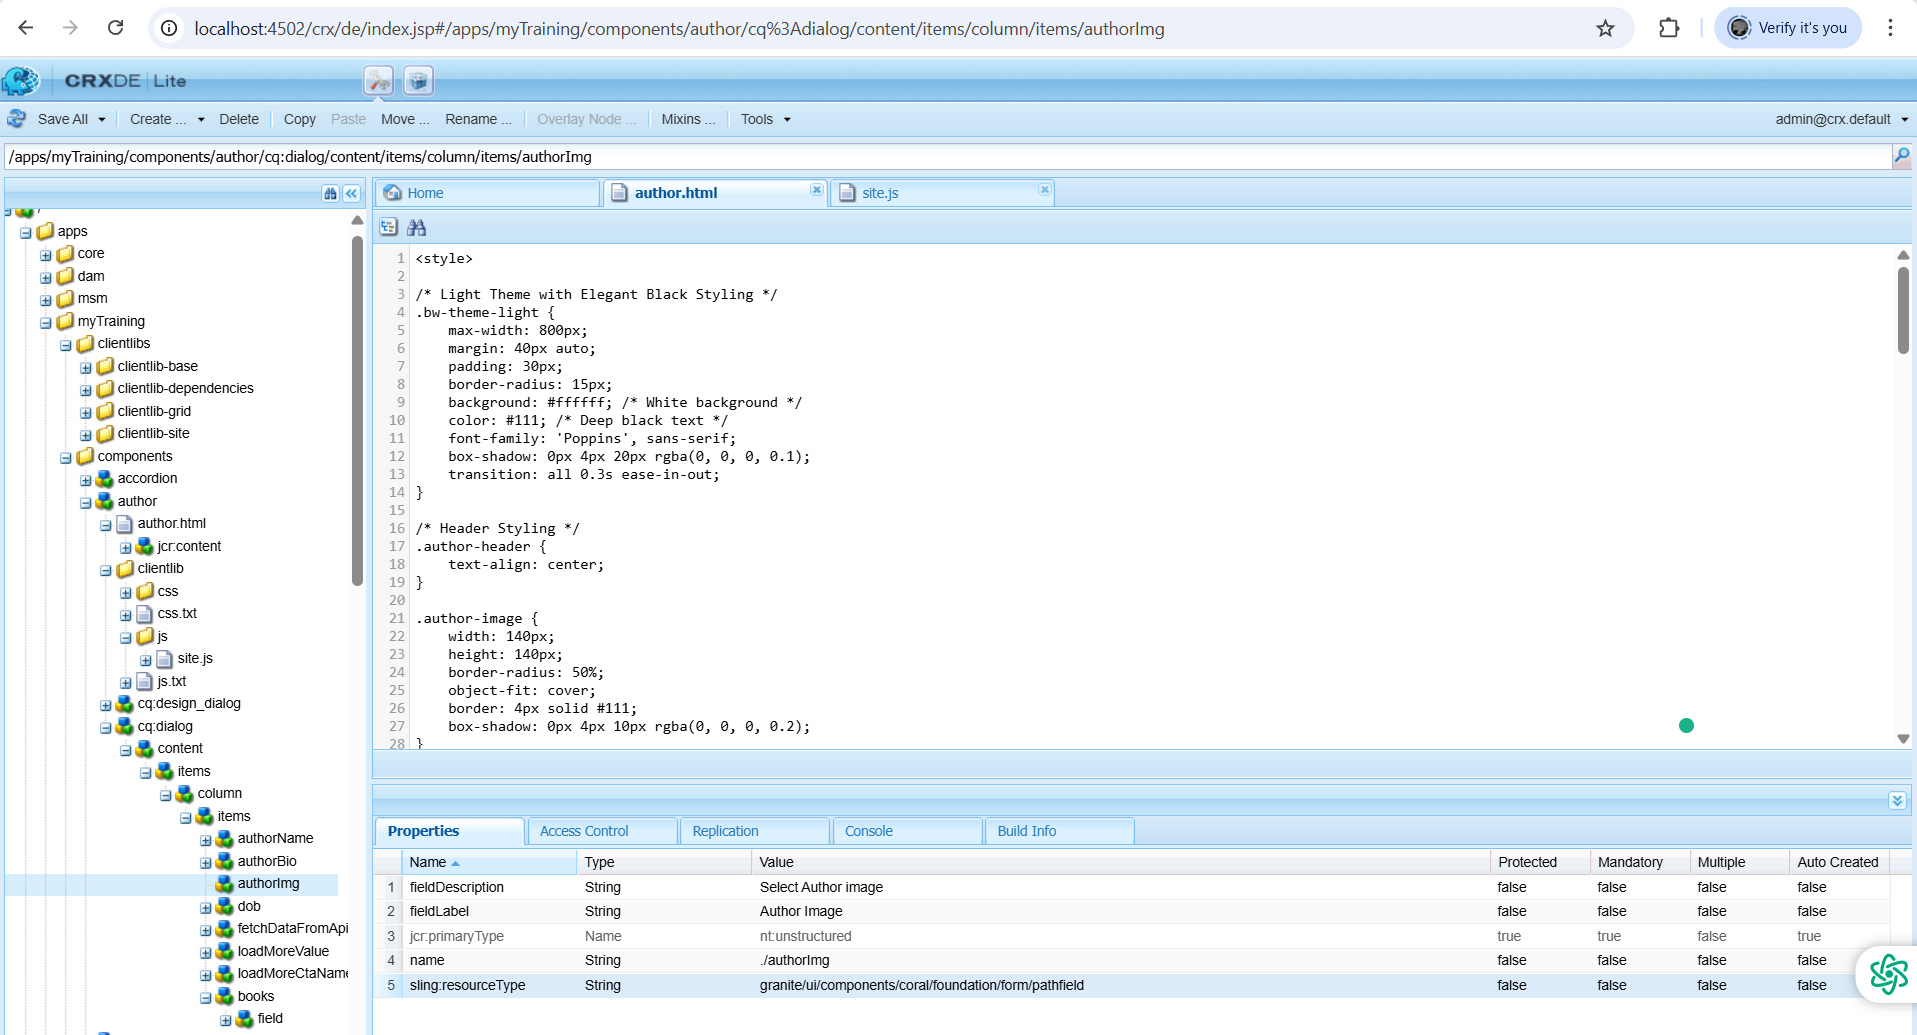 localhost:4502/crx/de/index.jsp#/apps/myTraining/components/author/cq%3Adialog/content/items/column/items/authorImg
Verify it's you
CRXDE | Lite
Save All Create ... Delete Copy Paste Move ... Rename ... Overlay Node ... Mixins ... Tools admin@crx.default
/apps/myTraining/components/author/cq:dialog/content/items/column/items/authorImg
/
apps
core
dam
msm
myTraining
clientlibs
clientlib-base
clientlib-dependencies
clientlib-grid
clientlib-site
components
accordion
author
author.html
jcr:content
clientlib
css
css.txt
js
site.js
js.txt
cq:design_dialog
cq:dialog
content
items
column
items
authorName
authorBio
authorImg
dob
fetchDataFromApi
loadMoreValue
loadMoreCtaName
books
field
Home author.html site.js
1 <style>
2
3 /* Light Theme with Elegant Black Styling */
4 .bw-theme-light {
5 max-width: 800px;
6 margin: 40px auto;
7 padding: 30px;
8 border-radius: 15px;
9 background: #ffffff; /* White background */
10 color: #111; /* Deep black text */
11 font-family: 'Poppins', sans-serif;
12 box-shadow: 0px 4px 20px rgba(0, 0, 0, 0.1);
13 transition: all 0.3s ease-in-out;
14 }
15
16 /* Header Styling */
17 .author-header {
18 text-align: center;
19 }
20
21 .author-image {
22 width: 140px;
23 height: 140px;
24 border-radius: 50%;
25 object-fit: cover;
26 border: 4px solid #111;
27 box-shadow: 0px 4px 10px rgba(0, 0, 0, 0.2);
28 }
Properties Access Control Replication Console Build Info
Name Type Value Protected Mandatory Multiple Auto Created
1 fieldDescription String Select Author image false false false false
2 fieldLabel String Author Image false false false false
3 jcr:primaryType Name nt:unstructured true true false true
4 name String ./authorImg false false false false
5 sling:resourceType String granite/ui/components/coral/foundation/form/pathfield false false false false